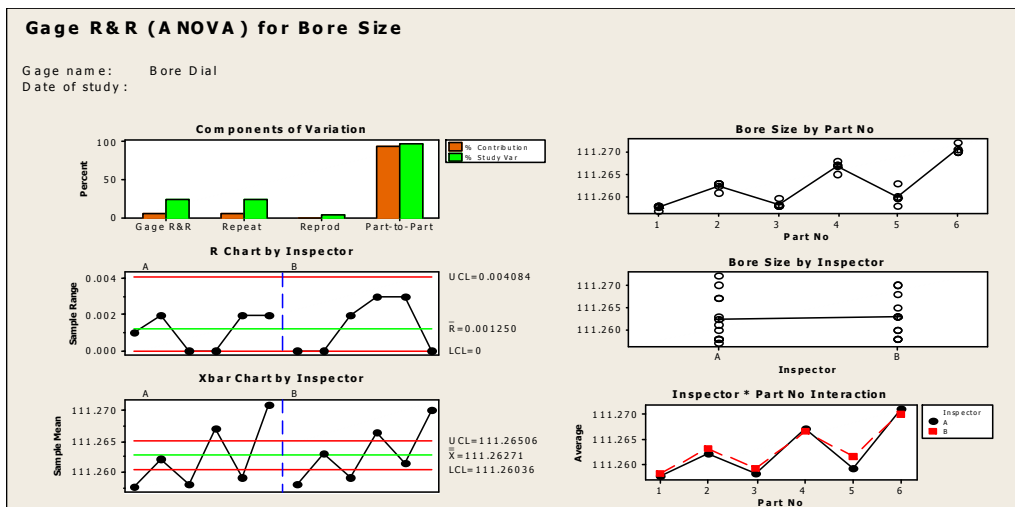 Gage R&R (ANOVA) for Bore Size
Gage name: Bore Dial
Date of study:
Components of Variation
Percent
100
50
0
Gage R&R Repeat Reprod Part-to-Part
% Contribution
% Study Var
R Chart by Inspector
A B
Sample Range
0.004
0.002
0.000
UCL=0.004084
R=0.001250
LCL=0
Xbar Chart by Inspector
A B
Sample Mean
111.270
111.265
111.260
UCL=111.26506
X=111.26271
LCL=111.26036
Bore Size by Part No
111.270
111.265
111.260
1 2 3 4 5 6
Part No
Bore Size by Inspector
111.270
111.265
111.260
A B
Inspector
Inspector * Part No Interaction
Average
111.270
111.265
111.260
1 2 3 4 5 6
Part No
Inspector
A
B